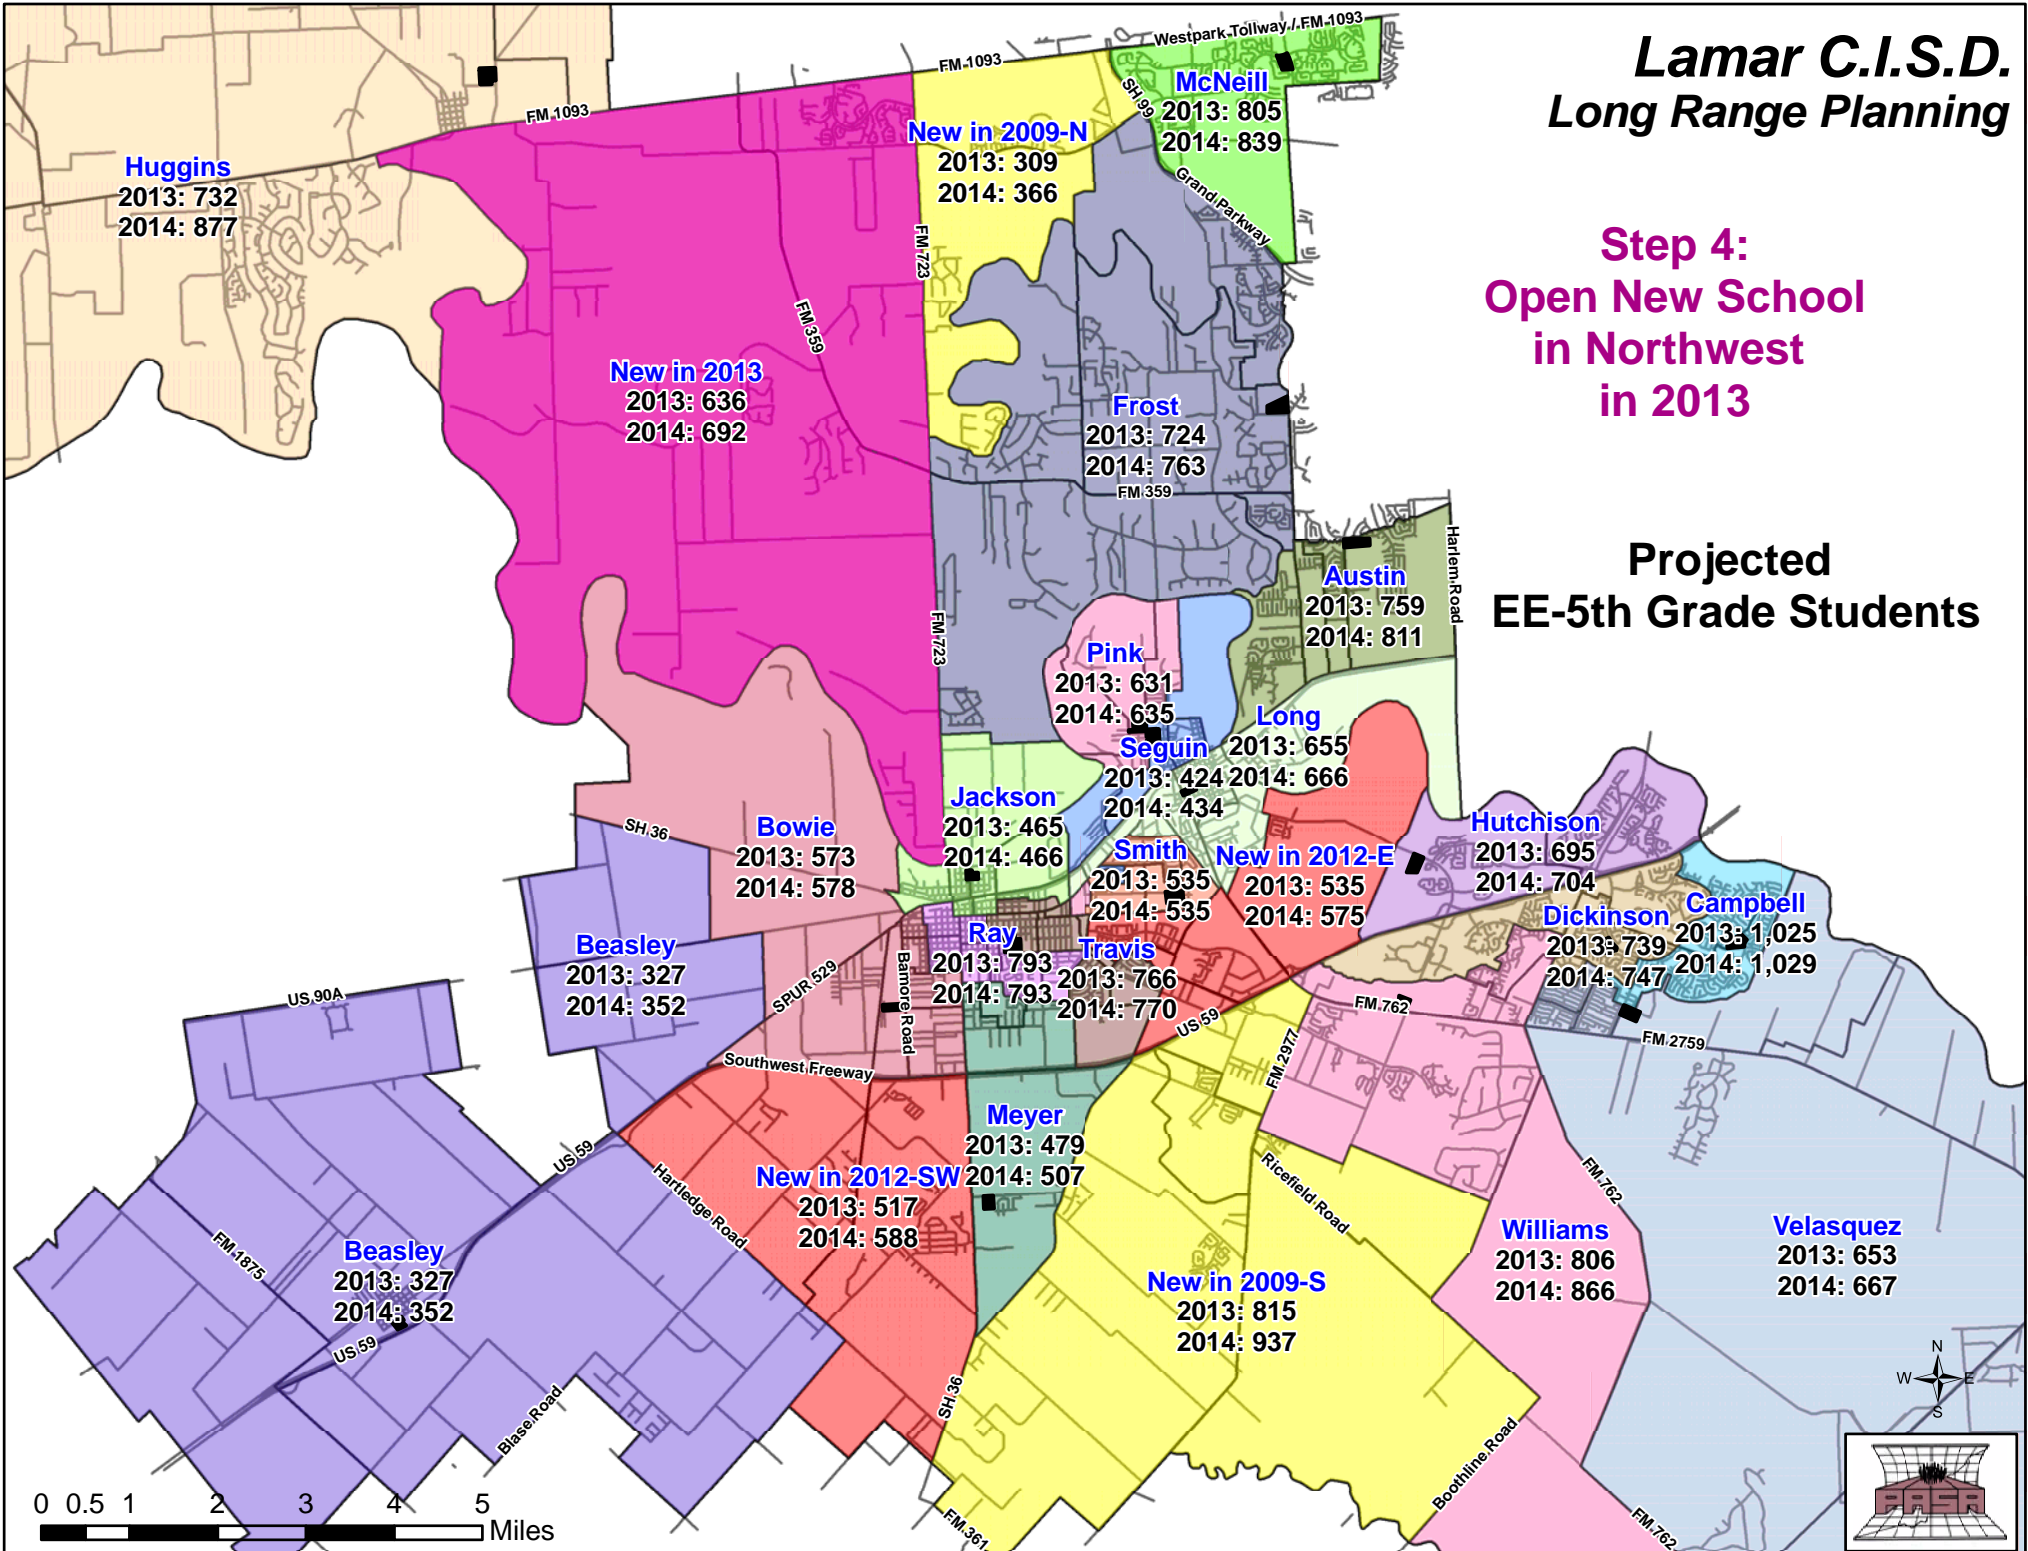 Lamar C.I.S.D.
Long Range Planning
Step 4:
Open New School
in Northwest
in 2013
Projected
EE-5th Grade Students
Westpark Tollway / FM 1093
FM 1093
FM 1093
SH 99
McNeill
2013: 805
2014: 839
New in 2009-N
2013: 309
2014: 366
Huggins
2013: 732
2014: 877
Grand Parkway
FM 723
FM 359
New in 2013
2013: 636
2014: 692
Frost
2013: 724
2014: 763
FM 359
Harlem Road
Austin
2013: 759
2014: 811
FM 723
Pink
2013: 631
2014: 635
Long
2013: 655
2014: 666
Seguin
2013: 424
2014: 434
Jackson
2013: 465
2014: 466
SH 36
Bowie
2013: 573
2014: 578
Smith
2013: 535
2014: 535
New in 2012-E
2013: 535
2014: 575
Hutchison
2013: 695
2014: 704
Campbell
2013: 1,025
2014: 1,029
Dickinson
2013: 739
2014: 747
Beasley
2013: 327
2014: 352
Ray
2013: 793
2014: 793
Travis
2013: 766
2014: 770
SPUR 529
Bamore Road
US 90A
FM 762
US 59
FM 2977
FM 2759
Southwest Freeway
Meyer
2013: 479
2014: 507
US 59
Hartledge Road
New in 2012-SW
2013: 517
2014: 588
Ricefield Road
FM 762
Williams
2013: 806
2014: 866
Velasquez
2013: 653
2014: 667
FM 1875
Beasley
2013: 327
2014: 352
US 59
New in 2009-S
2013: 815
2014: 937
Blase Road
SH 36
Boothline Road
FM 361
FM 762
N
W E
S
PASA
0 0.5 1 2 3 4 5
Miles